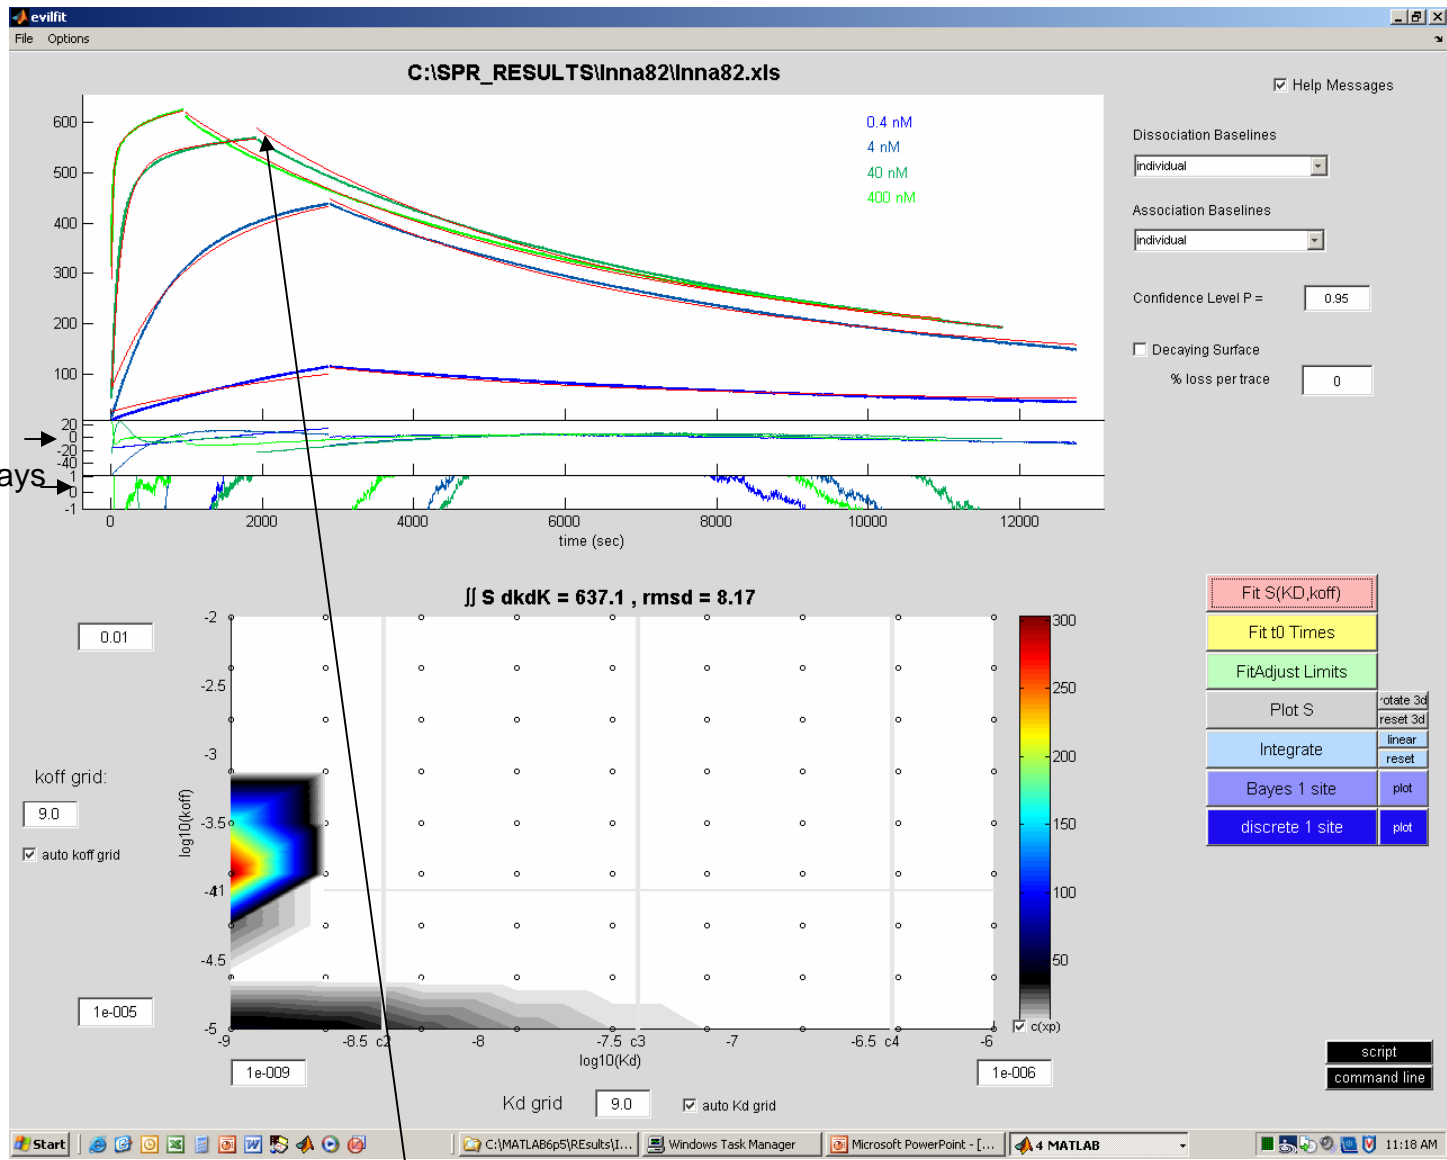 evilfit
File Options
C:\SPR_RESULTS\Inna82\Inna82.xls
Help Messages
600
500
400
300
200
100
0.4 nM
4 nM
40 nM
400 nM
Dissociation Baselines
individual
Association Baselines
individual
Confidence Level P = 0.95
Decaying Surface
% loss per trace 0
20
0
-20
-40
ays
1
0
-1
0 2000 4000 6000 8000 10000 12000
time (sec)
∫∫ S dkdK = 637.1 , rmsd = 8.17
0.01
koff grid:
9.0
auto koff grid
1e-005
log10(koff)
-2
-2.5
-3
-3.5
-4.5
-5
-9 -8.5 c2 -8 -7.5 c3 -7 -6.5 c4 -6
log10(Kd)
1e-009
1e-006
Kd grid 9.0 auto Kd grid
300
250
200
150
100
50
c(xp)
Fit S(KD,koff)
Fit t0 Times
FitAdjust Limits
Plot S
rotate 3d
reset 3d
Integrate
linear
reset
Bayes 1 site plot
discrete 1 site plot
script
command line
Start C:\MATLAB6p5\REsults\I... Windows Task Manager Microsoft PowerPoint - [... 4 MATLAB 11:18 AM